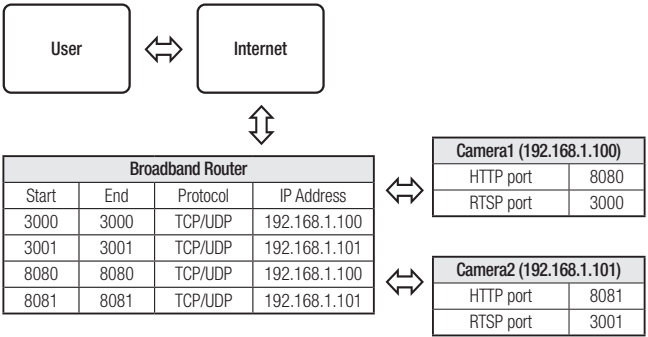 User
Internet
Broadband Router
Start End Protocol IP Address
3000 3000 TCP/UDP 192.168.1.100
3001 3001 TCP/UDP 192.168.1.101
8080 8080 TCP/UDP 192.168.1.100
8081 8081 TCP/UDP 192.168.1.101
Camera1 (192.168.1.100)
HTTP port 8080
RTSP port 3000
Camera2 (192.168.1.101)
HTTP port 8081
RTSP port 3001